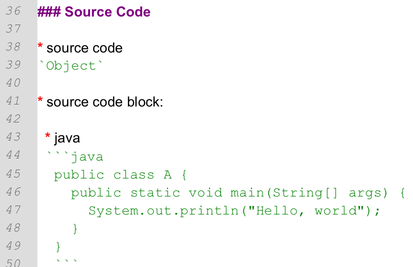 36 ### Source Code
37
38 * source code
39 `Object`
40
41 * source code block:
42
43 * java
44 ```java
45 public class A {
46 public static void main(String[] args) {
47 System.out.println("Hello, world");
48 }
49 }
50 ```